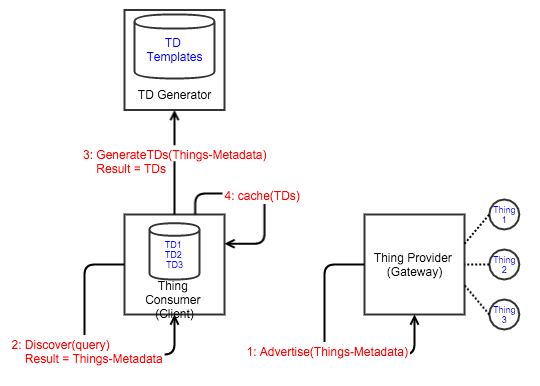 TD
Templates
TD Generator
3: GenerateTDs(Things-Metadata)
Result = TDs
4: cache(TDs)
TD1
TD2
TD3
Thing
Consumer
(Client)
2: Discover(query)
Result = Things-Metadata
Thing Provider
(Gateway)
Thing
1
Thing
2
Thing
3
1: Advertise(Things-Metadata)